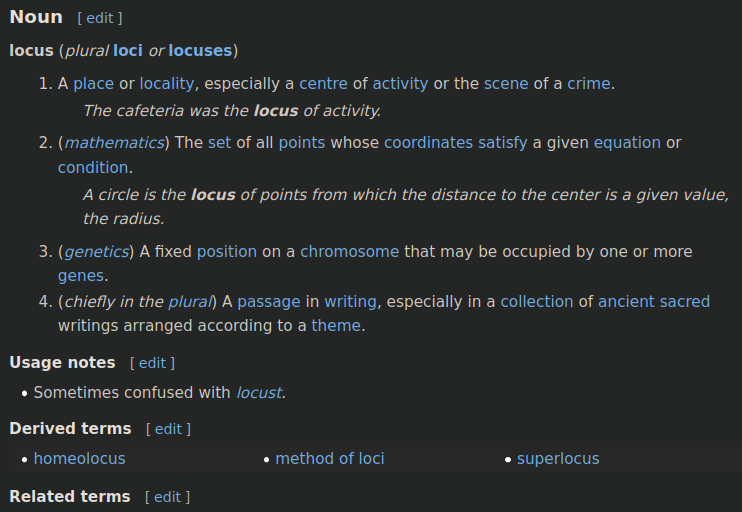 Noun [ edit ]
locus (plural loci or locuses)
1. A place or locality, especially a centre of activity or the scene of a crime.
The cafeteria was the locus of activity.
2. (mathematics) The set of all points whose coordinates satisfy a given equation or
condition.
A circle is the locus of points from which the distance to the center is a given value,
the radius.
3. (genetics) A fixed position on a chromosome that may be occupied by one or more
genes.
4. (chiefly in the plural) A passage in writing, especially in a collection of ancient sacred
writings arranged according to a theme.
Usage notes [ edit ]
• Sometimes confused with locust.
Derived terms [ edit ]
• homeolocus • method of loci • superlocus
Related terms [ edit ]